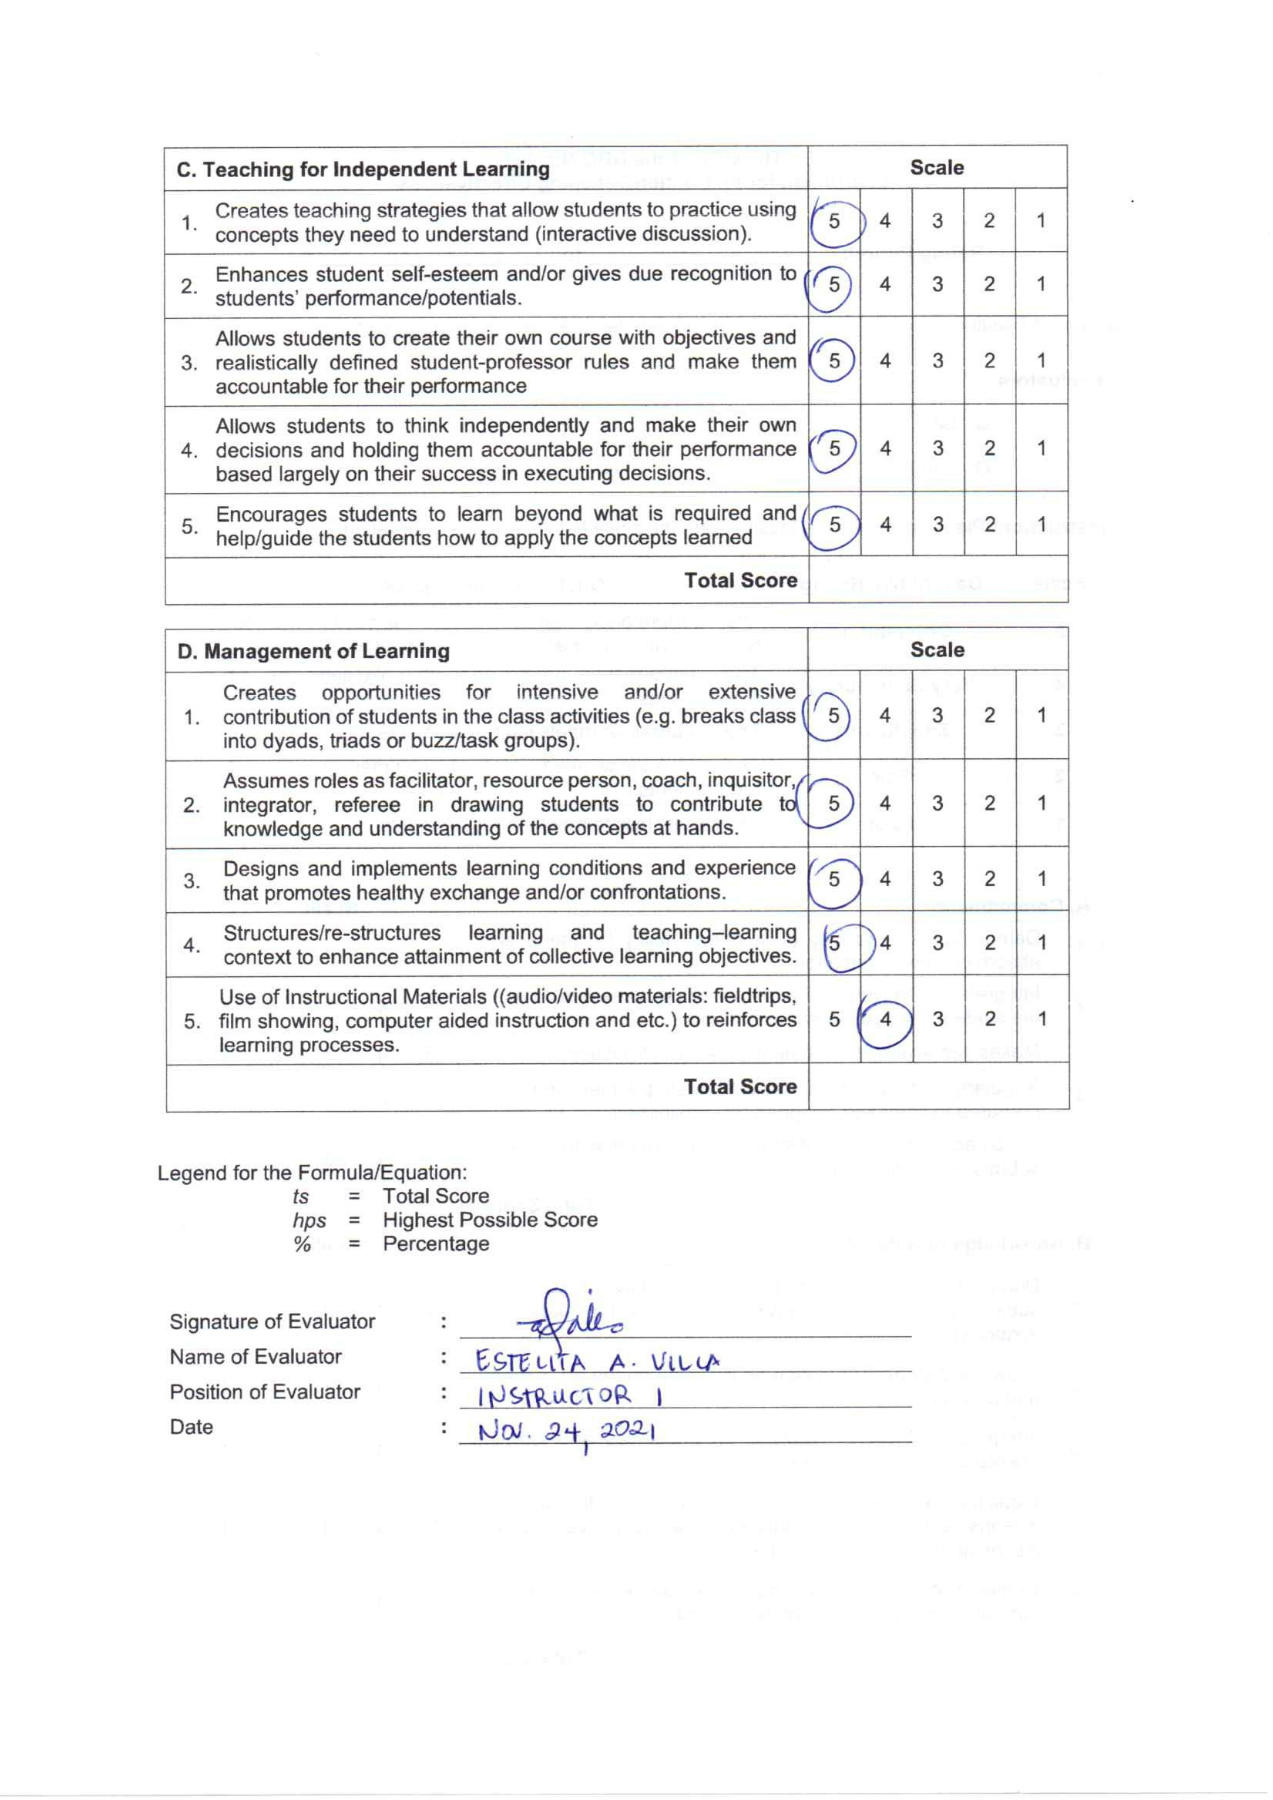 C. Teaching for Independent Learning Scale
1. Creates teaching strategies that allow students to practice using
concepts they need to understand (interactive discussion). 5 4 3 2 1
2. Enhances student self-esteem and/or gives due recognition to
students' performance/potentials. 5 4 3 2 1
Allows students to create their own course with objectives and
3. realistically defined student-professor rules and make them 5 4 3 2 1
accountable for their performance
Allows students to think independently and make their own
4. decisions and holding them accountable for their performance 5 4 3 2 1
based largely on their success in executing decisions.
5. Encourages students to learn beyond what is required and
help/guide the students how to apply the concepts learned 5 4 3 2 1
Total Score
D. Management of Learning Scale
Creates opportunities for intensive and/or extensive
1. contribution of students in the class activities (e.g. breaks class 5 4 3 2 1
into dyads, triads or buzz/task groups).
Assumes roles as facilitator, resource person, coach, inquisitor,
2. integrator, referee in drawing students to contribute to 5 4 3 2 1
knowledge and understanding of the concepts at hands.
3. Designs and implements learning conditions and experience
that promotes healthy exchange and/or confrontations. 5 4 3 2 1
4. Structures/re-structures learning and teaching–learning
context to enhance attainment of collective learning objectives. 5 4 3 2 1
Use of Instructional Materials ((audio/video materials: fieldtrips,
5. film showing, computer aided instruction and etc.) to reinforces 5 4 3 2 1
learning processes.
Total Score
Legend for the Formula/Equation:
ts = Total Score
hps = Highest Possible Score
% = Percentage
Signature of Evaluator :
Name of Evaluator : ESTELITA A. VILLA
Position of Evaluator : INSTRUCTOR I
Date : Nov. 24, 2021